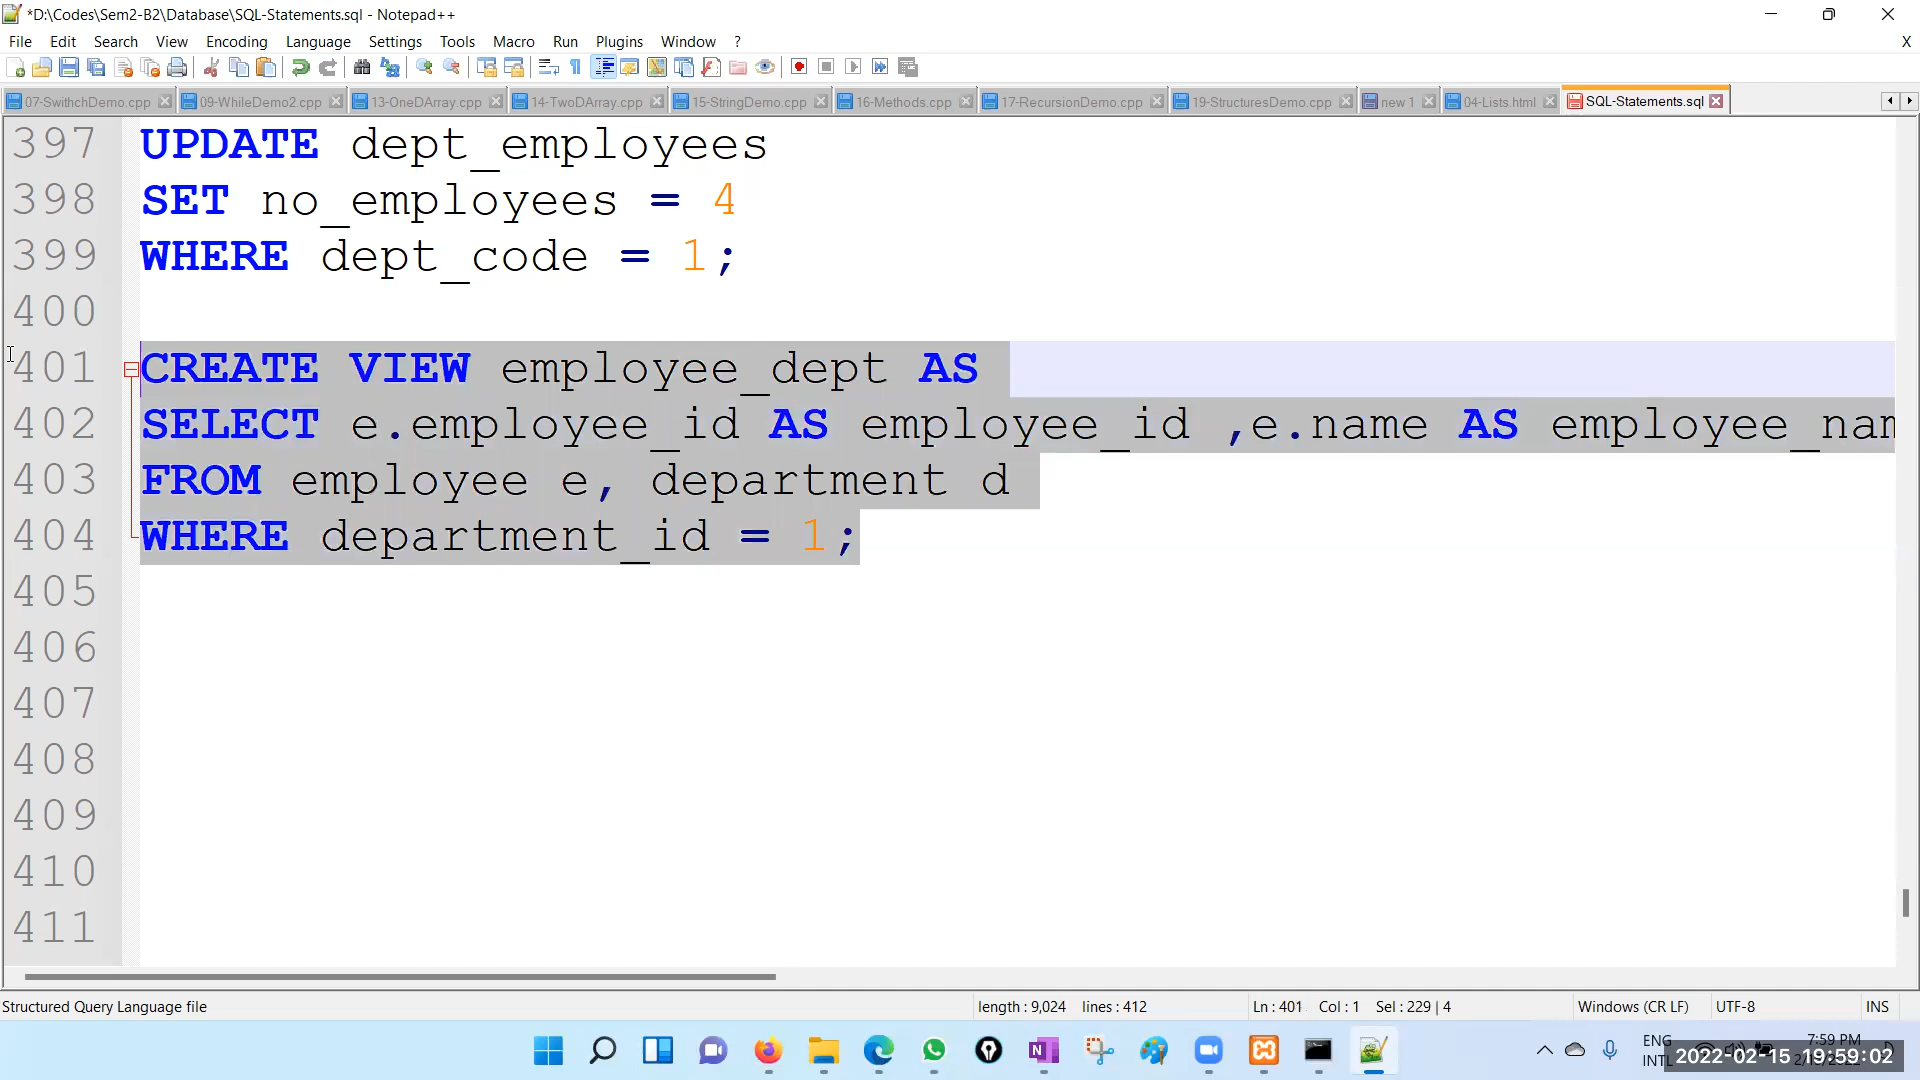 *D:\Codes\Sem2-B2\Database\SQL-Statements.sql - Notepad++
File Edit Search View Encoding Language Settings Tools Macro Run Plugins Window ?
X
07-SwithchDemo.cpp 09-WhileDemo2.cpp 13-OneDArray.cpp 14-TwoDArray.cpp 15-StringDemo.cpp 16-Methods.cpp 17-RecursionDemo.cpp 19-StructuresDemo.cpp new 1 04-Lists.html SQL-Statements.sql
397 UPDATE dept_employees
398 SET no_employees = 4
399 WHERE dept_code = 1;
400
401 CREATE VIEW employee_dept AS
402 SELECT e.employee_id AS employee_id ,e.name AS employee_nam
403 FROM employee e, department d
404 WHERE department_id = 1;
405
406
407
408
409
410
411
Structured Query Language file length : 9,024 lines : 412 Ln : 401 Col : 1 Sel : 229 | 4 Windows (CR LF) UTF-8 INS
ENG 7:59 PM
INTL
2022-02-15 19:59:02